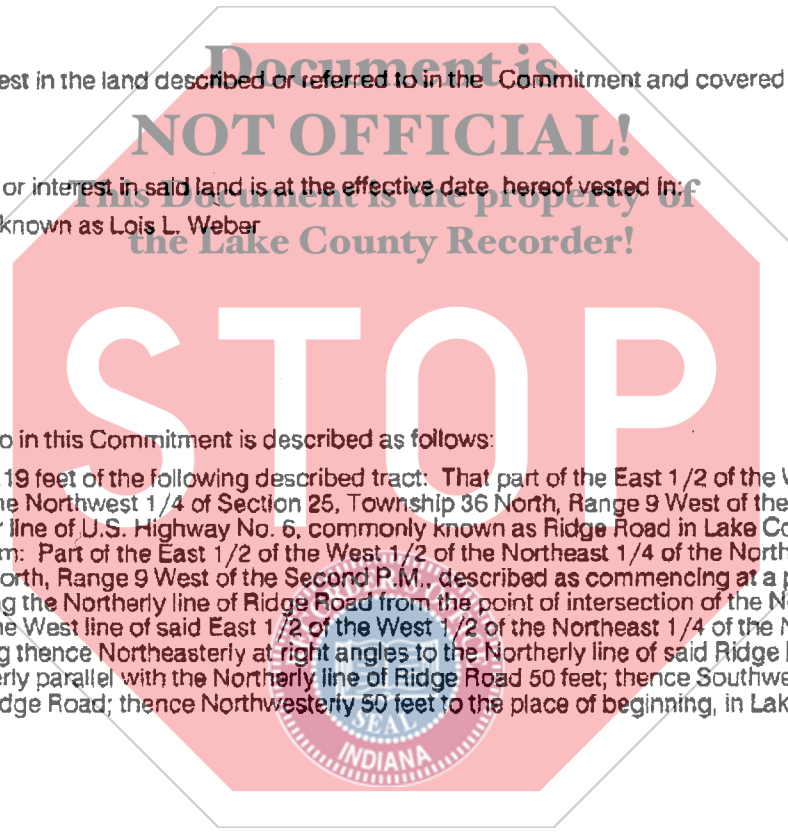 Document is
est in the land described or referred to in the Commitment and covered
NOT OFFICIAL!
or interest in said land is at the effective date hereof vested in:
This Document is the property of
known as Lois L. Weber
the Lake County Recorder!
STOP
o in this Commitment is described as follows:
19 feet of the following described tract: That part of the East 1/2 of the W
he Northwest 1/4 of Section 25, Township 36 North, Range 9 West of the
r line of U.S. Highway No. 6, commonly known as Ridge Road in Lake Co
m: Part of the East 1/2 of the West 1/2 of the Northeast 1/4 of the North
orth, Range 9 West of the Second P.M., described as commencing at a p
g the Northerly line of Ridge Road from the point of intersection of the N
he West line of said East 1/2 of the West 1/2 of the Northeast 1/4 of the N
g thence Northeasterly at right angles to the Northerly line of said Ridge
erly parallel with the Northerly line of Ridge Road 50 feet; thence Southwe
dge Road; thence Northwesterly 50 feet to the place of beginning, in Lak
SEAL
INDIANA